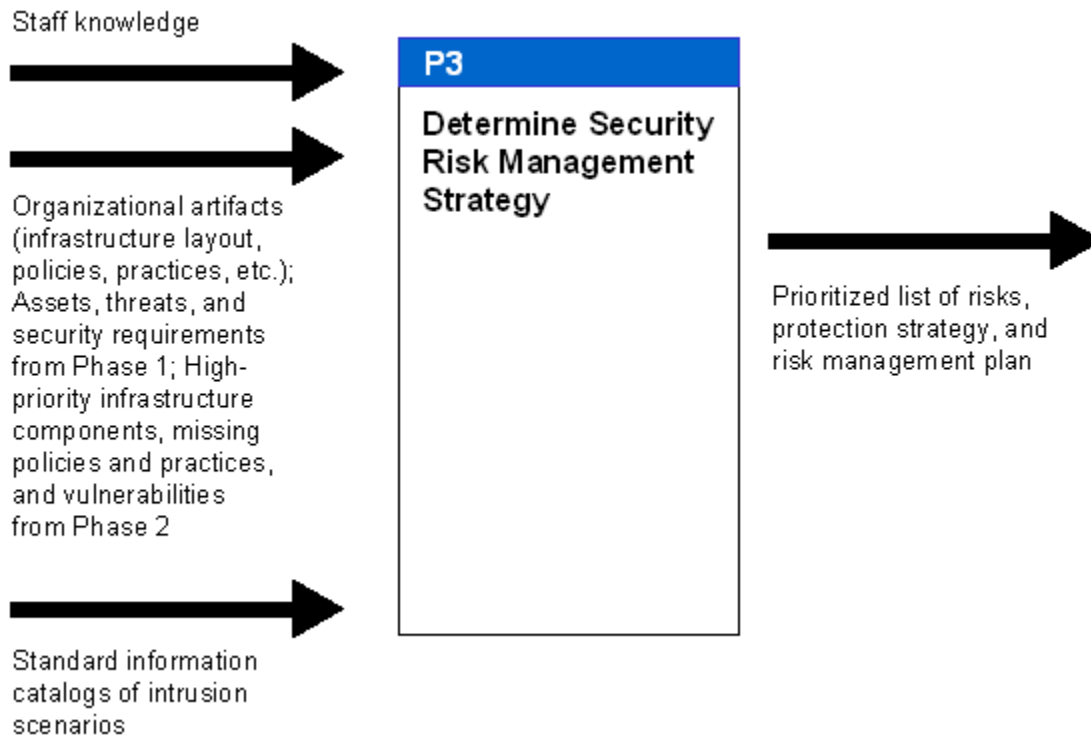 Staff knowledge
P3
Determine Security
Risk Management
Strategy
Organizational artifacts
(infrastructure layout,
policies, practices, etc.);
Assets, threats, and
security requirements
from Phase 1; High-
priority infrastructure
components, missing
policies and practices,
and vulnerabilities
from Phase 2
Standard information
catalogs of intrusion
scenarios
Prioritized list of risks,
protection strategy, and
risk management plan